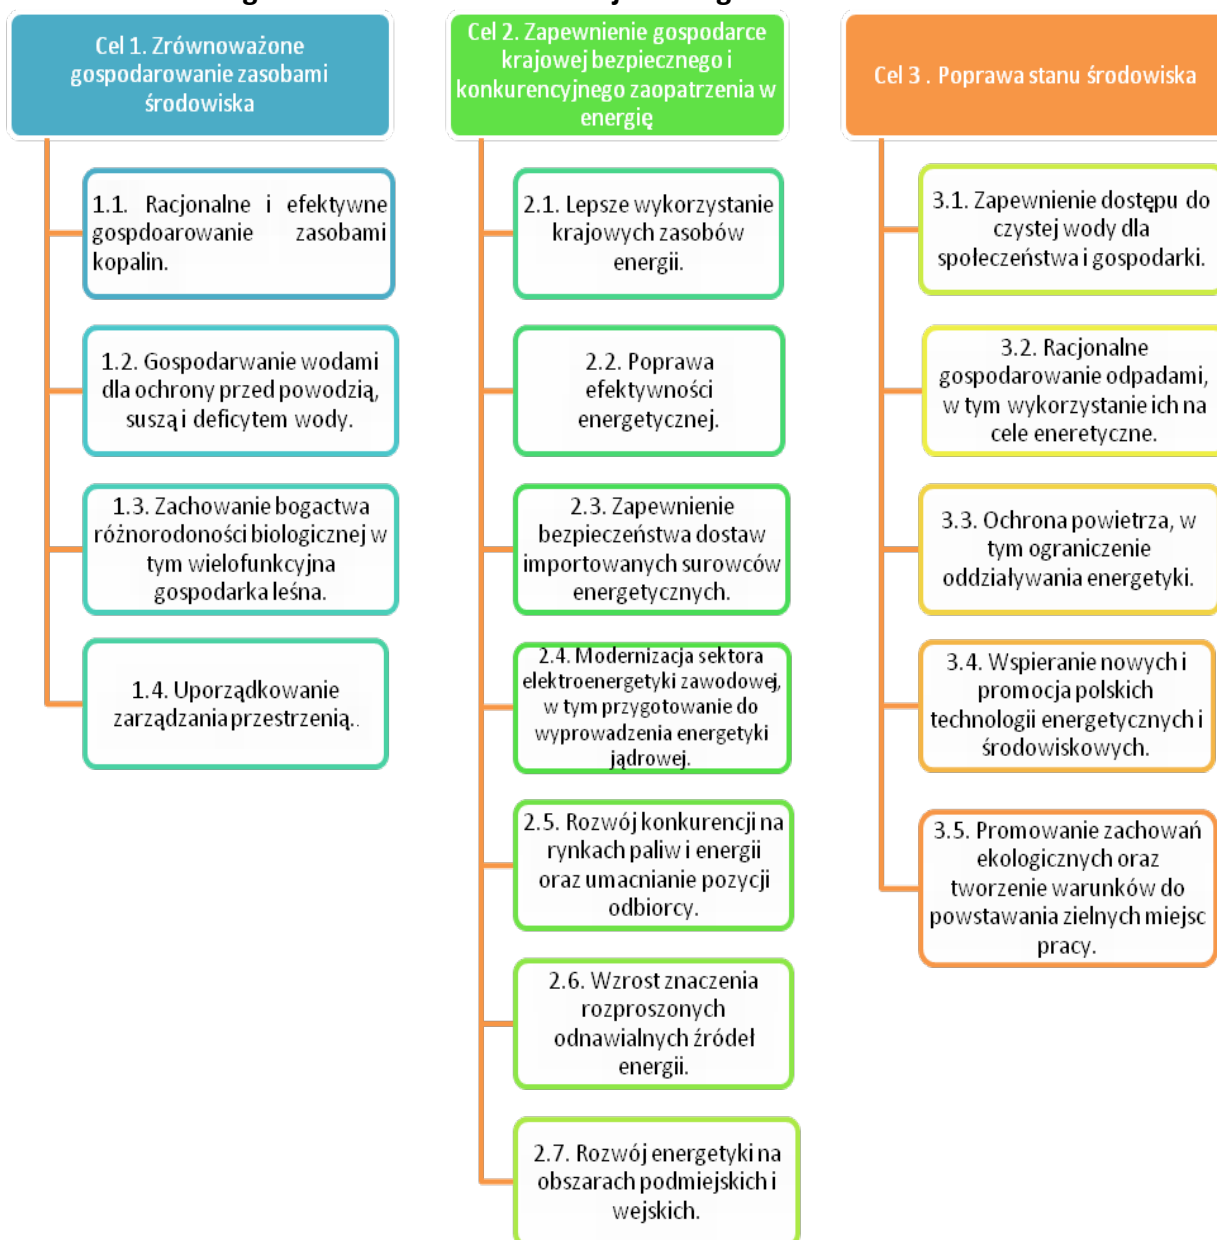 Cel 1. Zrównoważone
gospodarowanie zasobami
środowiska
1.1. Racjonalne i efektywne
gospdoarowanie zasobami
kopalin.
1.2. Gospodarwanie wodami
dla ochrony przed powodzią,
suszą i deficytem wody.
1.3. Zachowanie bogactwa
różnorodoności biologicznej w
tym wielofunkcyjna
gospodarka leśna.
1.4. Uporządkowanie
zarządzania przestrzenią..
Cel 2. Zapewnienie gospodarce
krajowej bezpiecznego i
konkurencyjnego zaopatrzenia w
energię
2.1. Lepsze wykorzystanie
krajowych zasobów
energii.
2.2. Poprawa
efektywności
energetycznej.
2.3. Zapewnienie
bezpieczeństwa dostaw
importowanych surowców
energetycznych.
2.4. Modernizacja sektora
elektroenergetyki zawodowej,
w tym przygotowanie do
wyprowadzenia energetyki
jądrowej.
2.5. Rozwój konkurencji na
rynkach paliw i energii
oraz umacnianie pozycji
odbiorcy.
2.6. Wzrost znaczenia
rozproszonych
odnawialnych źródeł
energii.
2.7. Rozwój energetyki na
obszarach podmiejskich i
wejskich.
Cel 3 . Poprawa stanu środowiska
3.1. Zapewnienie dostępu do
czystej wody dla
społeczeństwa i gospodarki.
3.2. Racjonalne
gospodarowanie odpadami,
w tym wykorzystanie ich na
cele eneretyczne.
3.3. Ochrona powietrza, w
tym ograniczenie
oddziaływania energetyki.
3.4. Wspieranie nowych i
promocja polskich
technologii energetycznych i
środowiskowych.
3.5. Promowanie zachowań
ekologicznych oraz
tworzenie warunków do
powstawania zielnych miejsc
pracy.